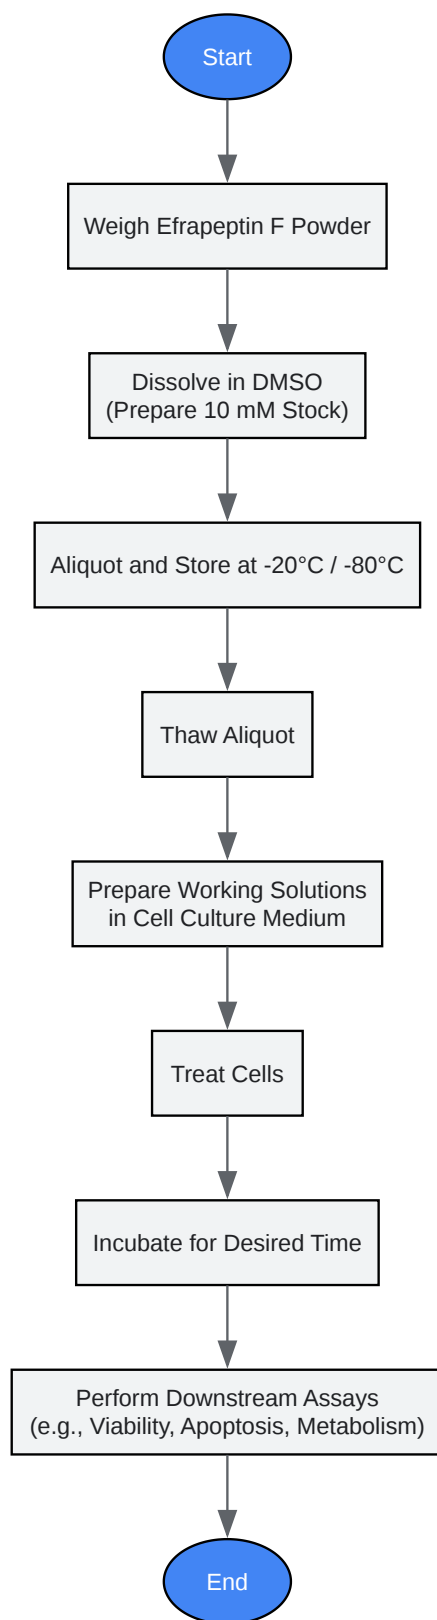 Start
Weigh Efrapeptin F Powder
Dissolve in DMSO
(Prepare 10 mM Stock)
Aliquot and Store at -20°C / -80°C
Thaw Aliquot
Prepare Working Solutions
in Cell Culture Medium
Treat Cells
Incubate for Desired Time
Perform Downstream Assays
(e.g., Viability, Apoptosis, Metabolism)
End